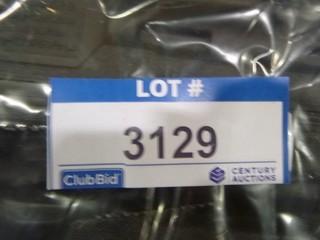 LOT #
3129
ClubBid
CENTURY
AUCTIONS